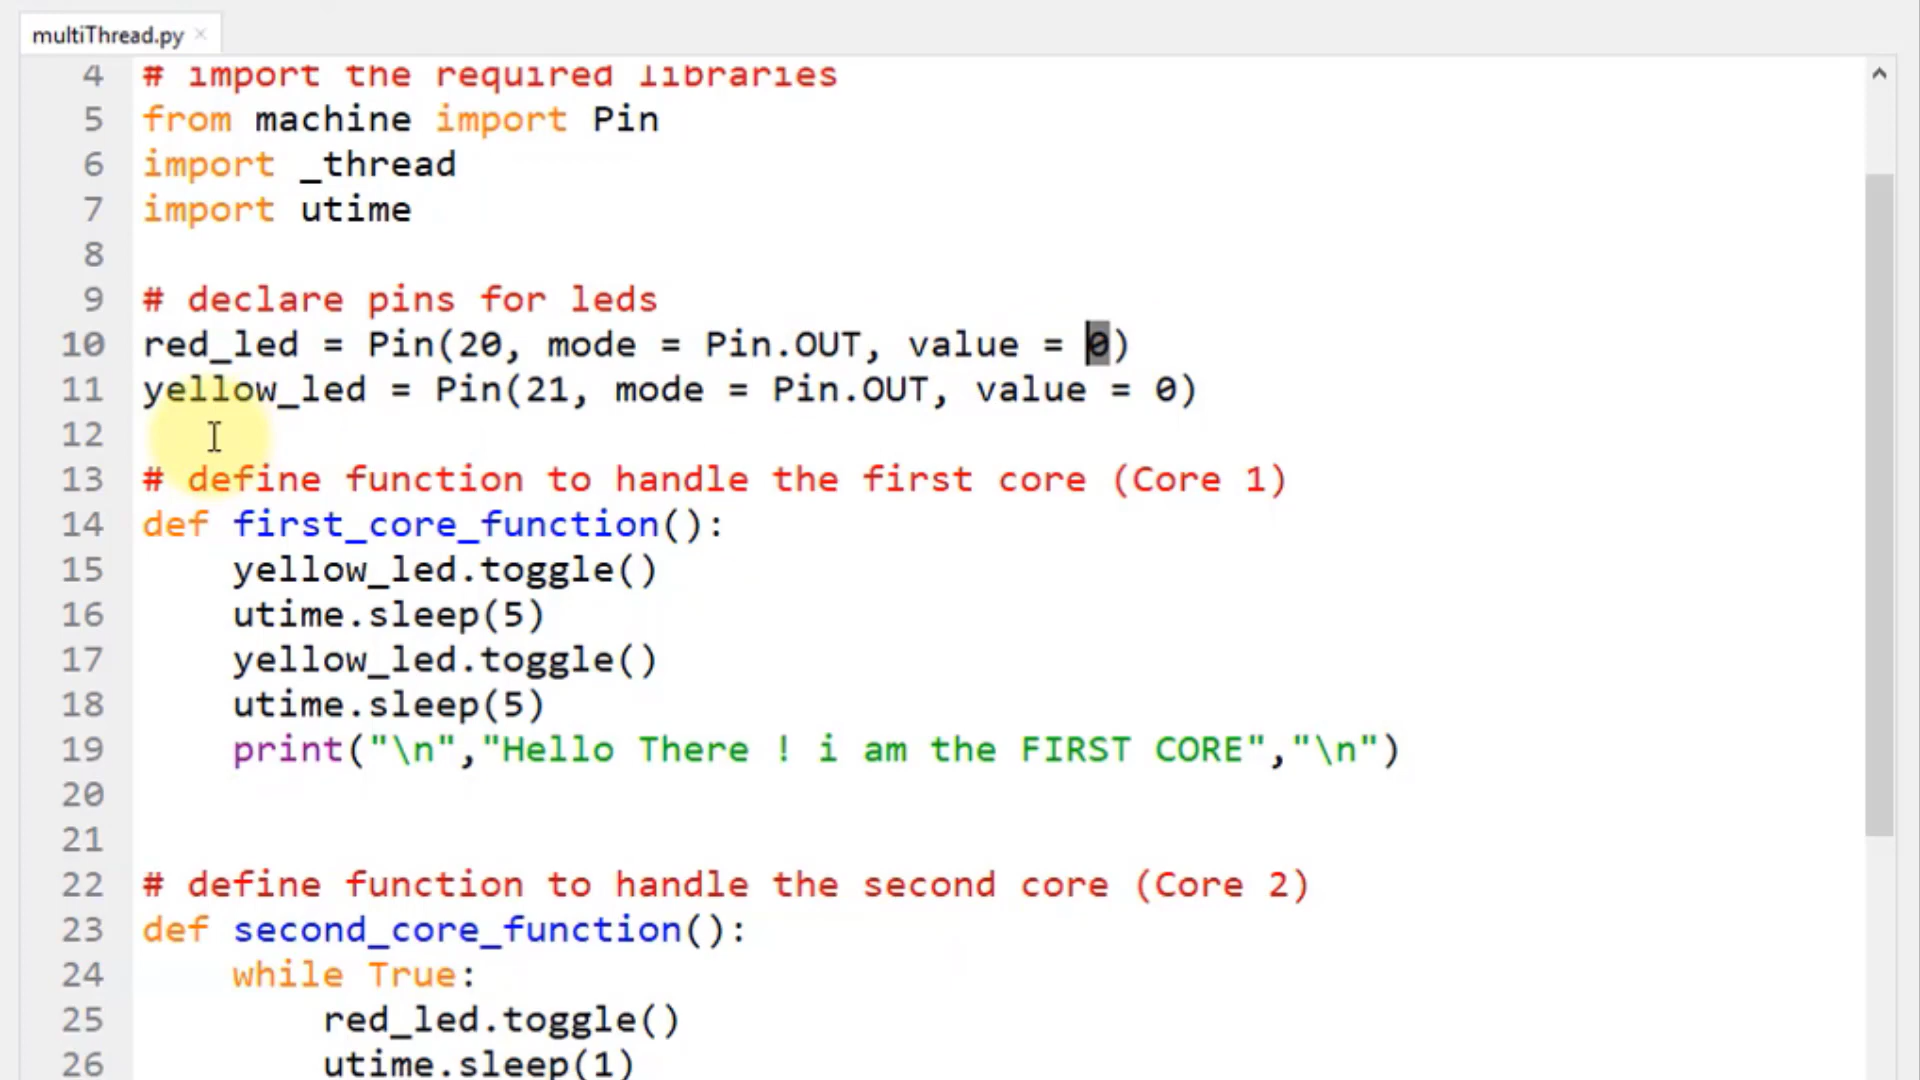 multiThread.py ×
4 # import the required libraries
5 from machine import Pin
6 import _thread
7 import utime
8
9 # declare pins for leds
10 red_led = Pin(20, mode = Pin.OUT, value = 0)
11 yellow_led = Pin(21, mode = Pin.OUT, value = 0)
12
13 # define function to handle the first core (Core 1)
14 def first_core_function():
15     yellow_led.toggle()
16     utime.sleep(5)
17     yellow_led.toggle()
18     utime.sleep(5)
19     print("\n","Hello There ! i am the FIRST CORE","\n")
20
21
22 # define function to handle the second core (Core 2)
23 def second_core_function():
24     while True:
25         red_led.toggle()
26         utime.sleep(1)